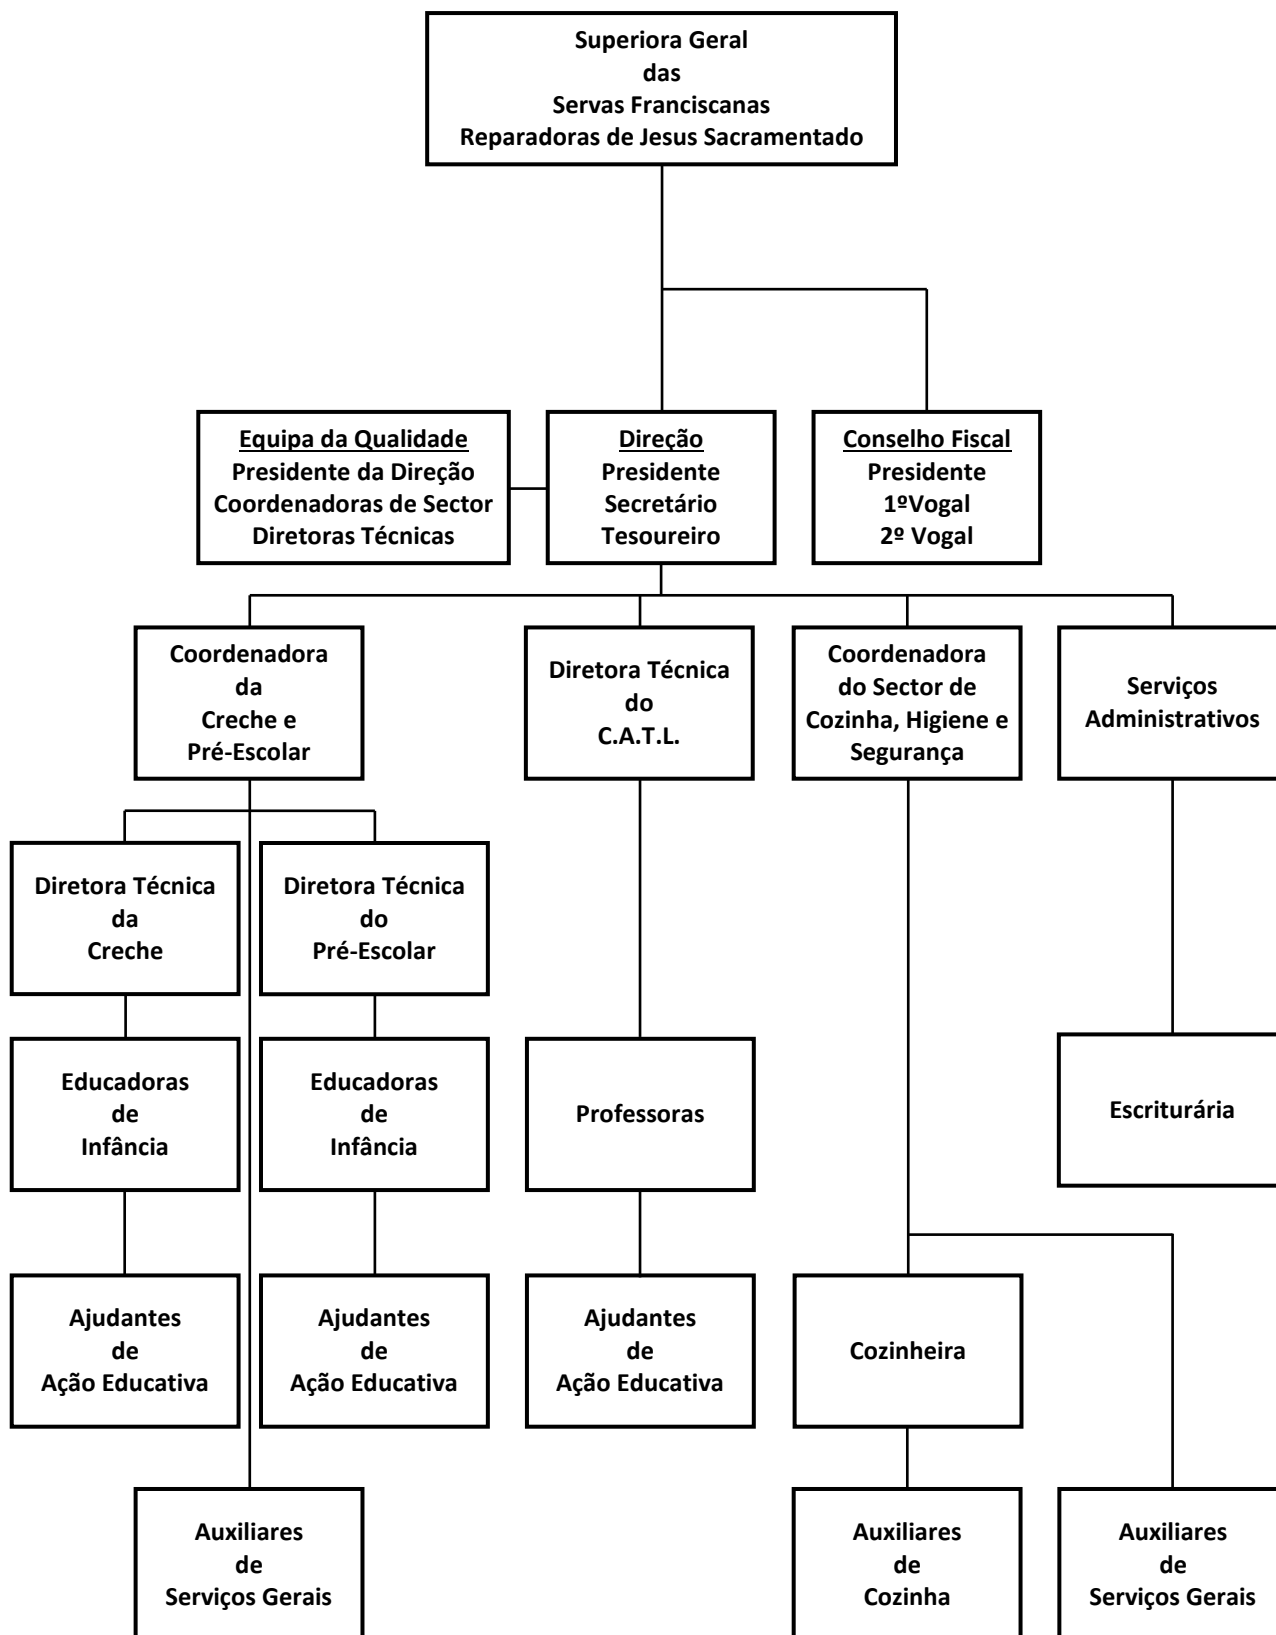 Superiora Geral
das
Servas Franciscanas
Reparadoras de Jesus Sacramentado
Equipa da Qualidade
Presidente da Direção
Coordenadoras de Sector
Diretoras Técnicas
Direção
Presidente
Secretário
Tesoureiro
Conselho Fiscal
Presidente
1ºVogal
2º Vogal
Coordenadora
da
Creche e
Pré-Escolar
Diretora Técnica
do
C.A.T.L.
Coordenadora
do Sector de
Cozinha, Higiene e
Segurança
Serviços
Administrativos
Diretora Técnica
da
Creche
Diretora Técnica
do
Pré-Escolar
Educadoras
de
Infância
Educadoras
de
Infância
Professoras
Escriturária
Ajudantes
de
Ação Educativa
Ajudantes
de
Ação Educativa
Ajudantes
de
Ação Educativa
Cozinheira
Auxiliares
de
Serviços Gerais
Auxiliares
de
Cozinha
Auxiliares
de
Serviços Gerais